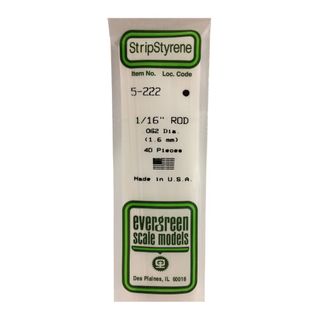 StripStyrene
Item No. Loc. Code
5-222
1/16" ROD
.062 Dia.
(1.6 mm)
40 Pieces
Made in U.S.A.
evergreen
scale models
Des Plaines, IL 60018